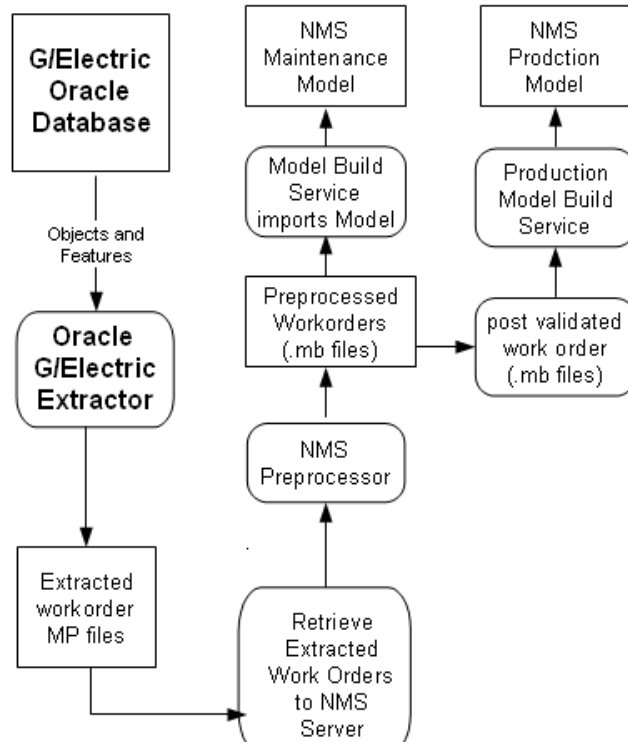 G/Electric
Oracle
Database
Objects and
Features
Oracle
G/Electric
Extractor
Extracted
workorder
MP files
Retrieve
Extracted
Work Orders
to NMS
Server
NMS
Preprocessor
Preprocessed
Workorders
(.mb files)
Model Build
Service
imports Model
NMS
Maintenance
Model
post validated
work order
(.mb files)
Production
Model Build
Service
NMS
Prodction
Model